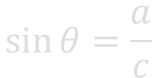 sin θ = a/c